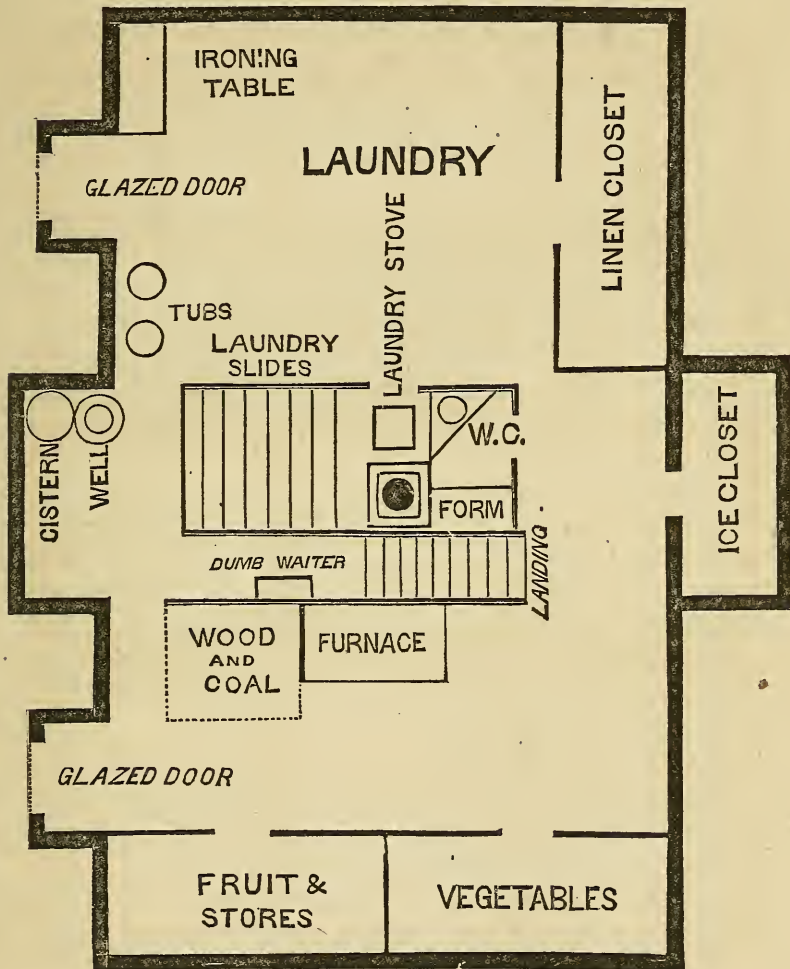 IRONING
TABLE
LAUNDRY
GLAZED DOOR
LINEN CLOSET
LAUNDRY STOVE
TUBS
LAUNDRY
SLIDES
CISTERN
WELL
W.C.
ICE CLOSET
FORM
DUMB WAITER
LANDING
WOOD
AND
COAL
FURNACE
GLAZED DOOR
FRUIT &
STORES
VEGETABLES